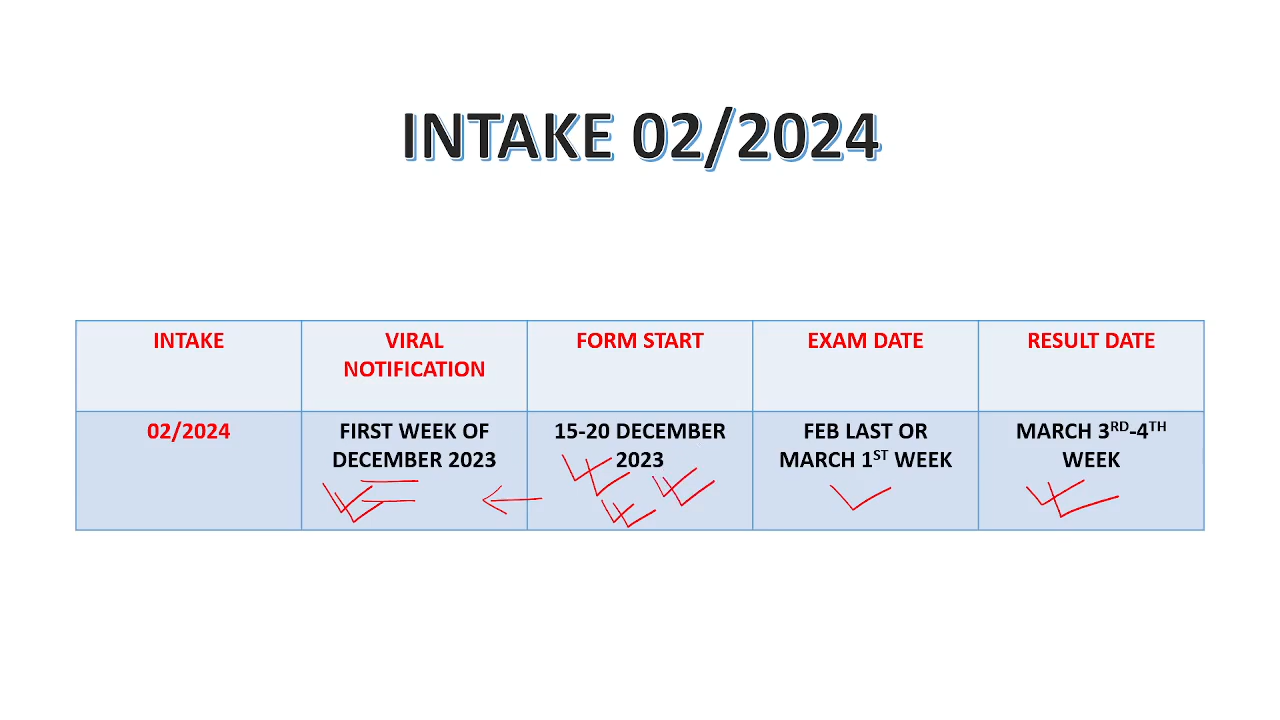 INTAKE 02/2024
INTAKE
VIRAL
NOTIFICATION
FORM START
EXAM DATE
RESULT DATE
02/2024
FIRST WEEK OF
DECEMBER 2023
15-20 DECEMBER
2023
FEB LAST OR
MARCH 1ST WEEK
MARCH 3RD-4TH
WEEK